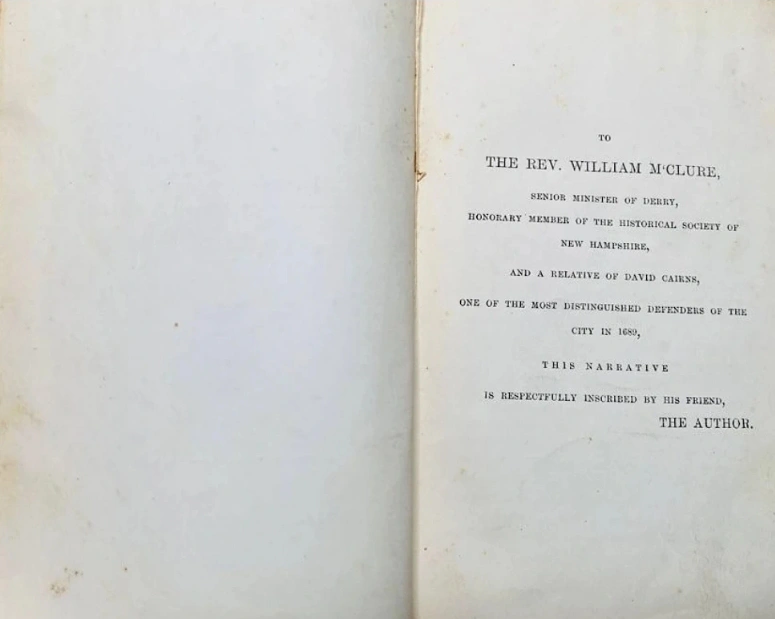 TO
THE REV. WILLIAM M‘CLURE,
SENIOR MINISTER OF DERRY,
HONORARY MEMBER OF THE HISTORICAL SOCIETY OF
NEW HAMPSHIRE,
AND A RELATIVE OF DAVID CAIRNS,
ONE OF THE MOST DISTINGUISHED DEFENDERS OF THE
CITY IN 1689,
THIS NARRATIVE
IS RESPECTFULLY INSCRIBED BY HIS FRIEND,
THE AUTHOR.